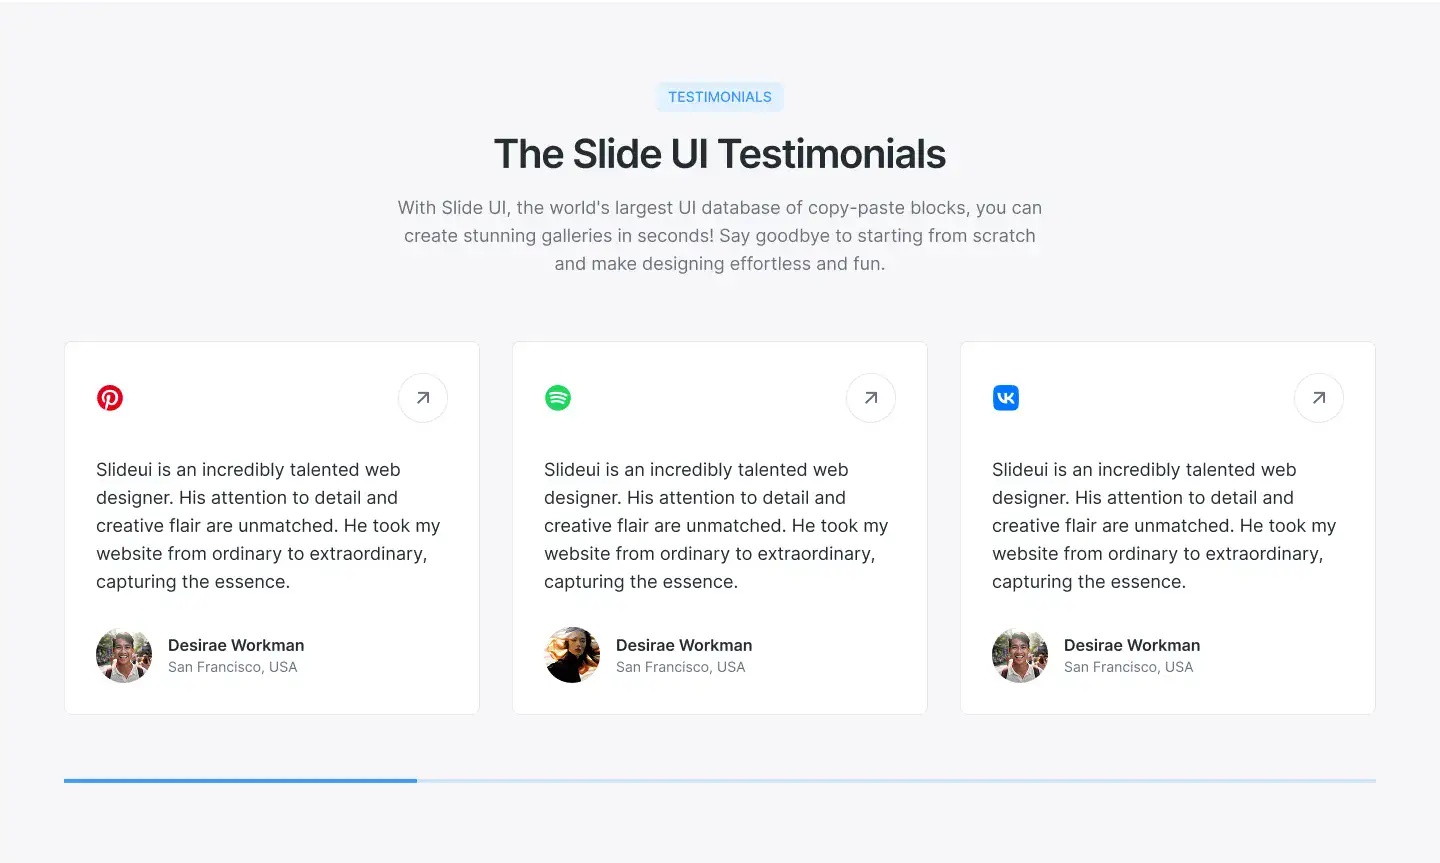 TESTIMONIALS
The Slide UI Testimonials
With Slide UI, the world's largest UI database of copy-paste blocks, you can
create stunning galleries in seconds! Say goodbye to starting from scratch
and make designing effortless and fun.
Slideui is an incredibly talented web
designer. His attention to detail and
creative flair are unmatched. He took my
website from ordinary to extraordinary,
capturing the essence.
Desirae Workman
San Francisco, USA
Slideui is an incredibly talented web
designer. His attention to detail and
creative flair are unmatched. He took my
website from ordinary to extraordinary,
capturing the essence.
Desirae Workman
San Francisco, USA
VK
Slideui is an incredibly talented web
designer. His attention to detail and
creative flair are unmatched. He took my
website from ordinary to extraordinary,
capturing the essence.
Desirae Workman
San Francisco, USA